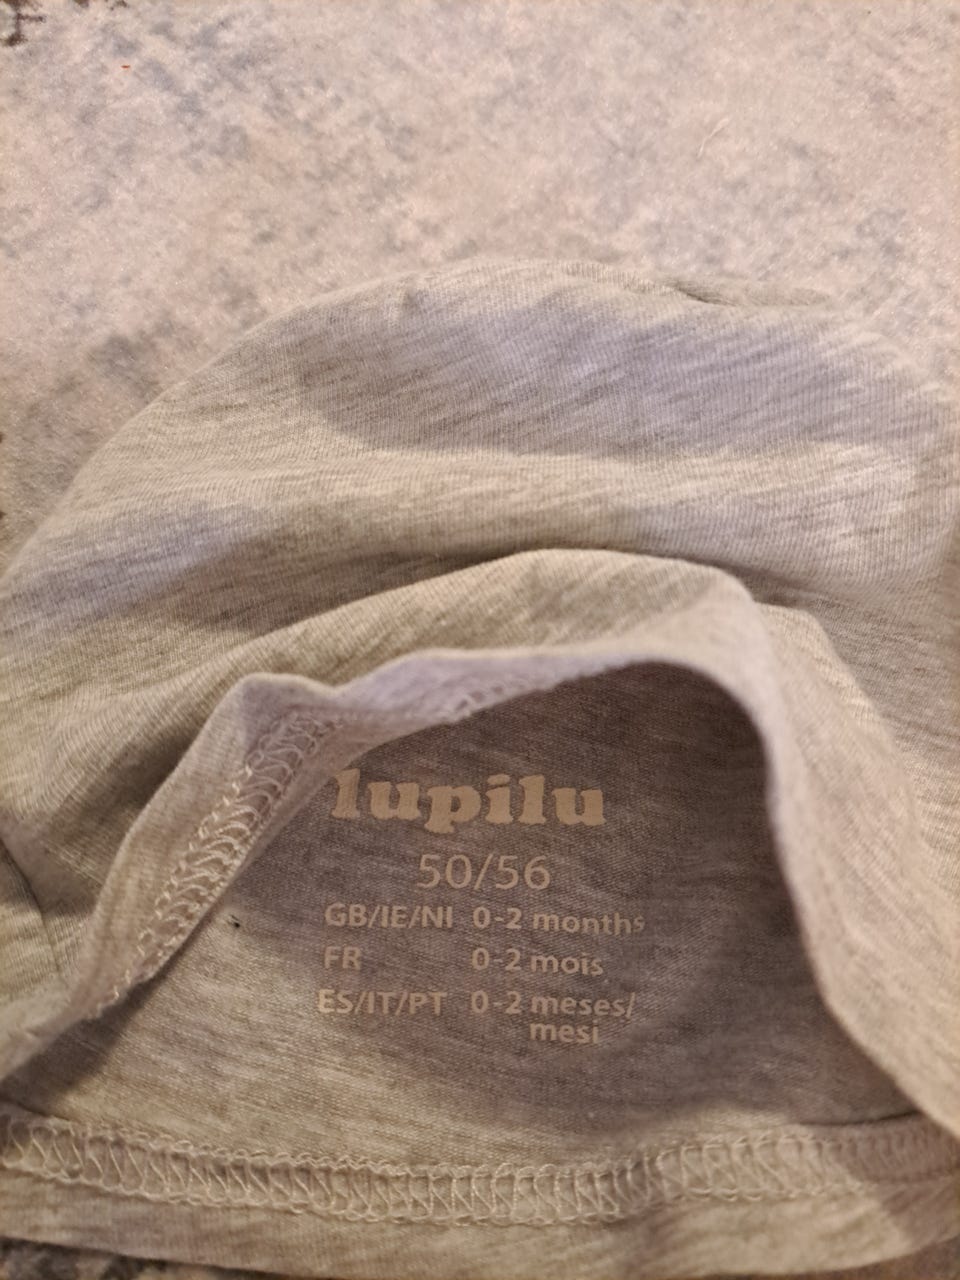 lupilu
50/56
GB/IE/NI 0-2 months
FR 0-2 mois
ES/IT/PT 0-2 meses/
mesi